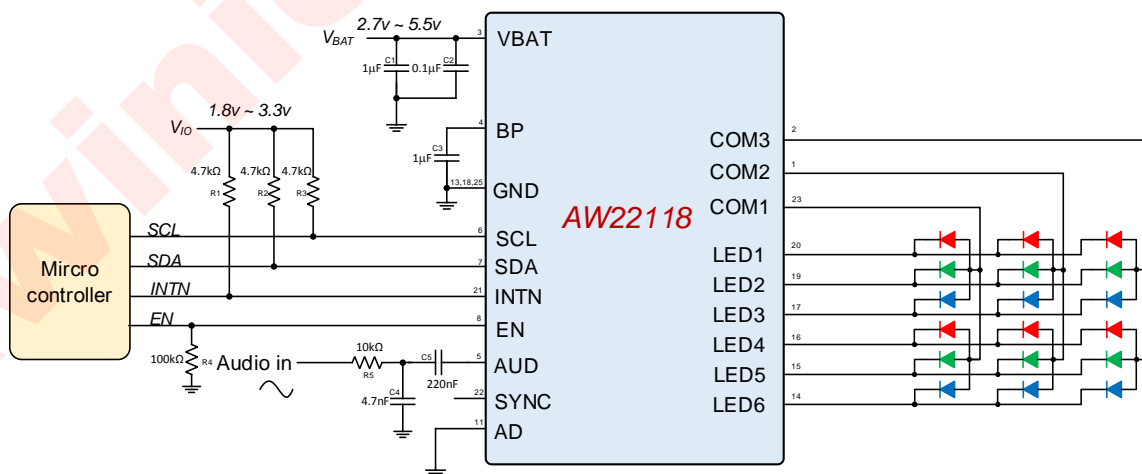 winic
2.7v ~ 5.5v
VBAT
C1
1µF
C2
0.1µF
3
VBAT
1.8v ~ 3.3v
VIO
4.7kΩ
R1
4.7kΩ
R2
4.7kΩ
R3
C3
1µF
4
BP
13,18,25
GND
Mircro
controller
SCL
6
SCL
SDA
7
SDA
INTN
21
INTN
EN
8
EN
100kΩ
R4
Audio in
10kΩ
R5
C5
220nF
C4
4.7nF
5
AUD
22
SYNC
11
AD
AW22118
COM3
2
COM2
1
COM1
23
LED1
20
LED2
19
LED3
17
LED4
16
LED5
15
LED6
14